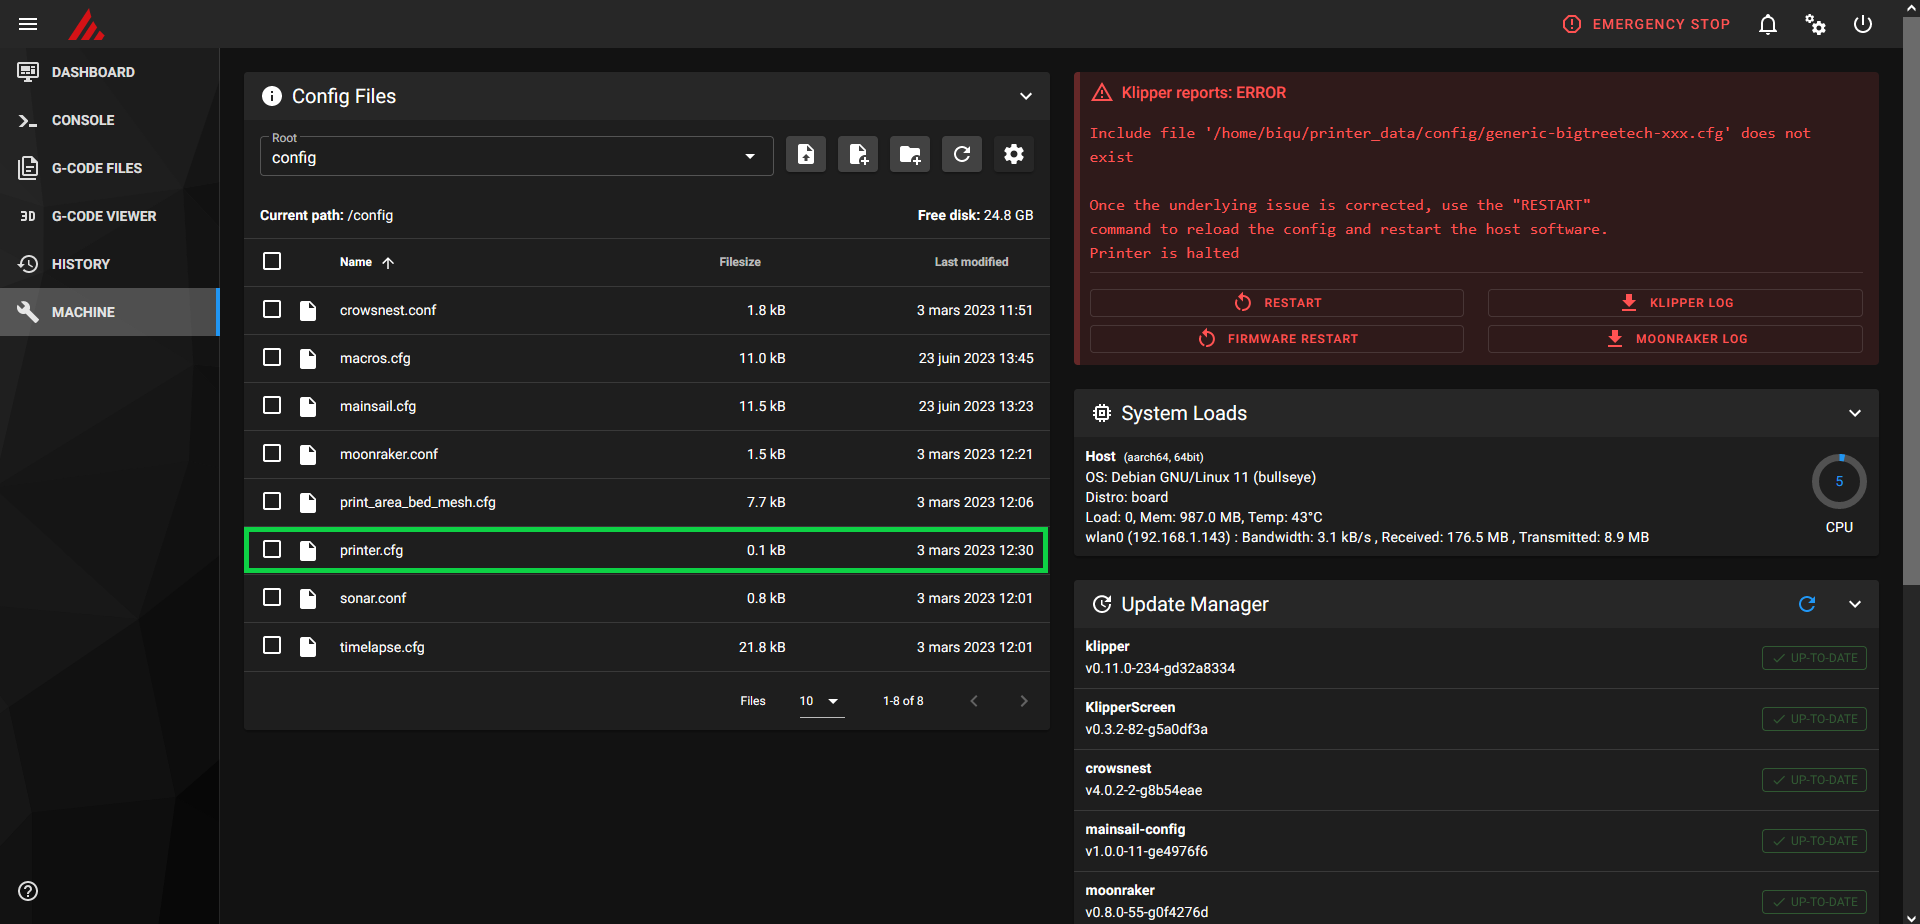 EMERGENCY STOP
DASHBOARD
CONSOLE
G-CODE FILES
3D G-CODE VIEWER
HISTORY
MACHINE
Config Files
Root
config
Current path: /config
Free disk: 24.8 GB
Name Filesize Last modified
crowsnest.conf 1.8 kB 3 mars 2023 11:51
macros.cfg 11.0 kB 23 juin 2023 13:45
mainsail.cfg 11.5 kB 23 juin 2023 13:23
moonraker.conf 1.5 kB 3 mars 2023 12:21
print_area_bed_mesh.cfg 7.7 kB 3 mars 2023 12:06
printer.cfg 0.1 kB 3 mars 2023 12:30
sonar.conf 0.8 kB 3 mars 2023 12:01
timelapse.cfg 21.8 kB 3 mars 2023 12:01
Files 10 1-8 of 8
Klipper reports: ERROR
Include file '/home/biqu/printer_data/config/generic-bigtreetech-xxx.cfg' does not
exist
Once the underlying issue is corrected, use the "RESTART"
command to reload the config and restart the host software.
Printer is halted
RESTART
KLIPPER LOG
FIRMWARE RESTART
MOONRAKER LOG
System Loads
Host (aarch64, 64bit)
OS: Debian GNU/Linux 11 (bullseye)
Distro: board
Load: 0, Mem: 987.0 MB, Temp: 43°C
wlan0 (192.168.1.143) : Bandwidth: 3.1 kB/s , Received: 176.5 MB , Transmitted: 8.9 MB
5
CPU
Update Manager
klipper
v0.11.0-234-gd32a8334
UP-TO-DATE
KlipperScreen
v0.3.2-82-g5a0df3a
UP-TO-DATE
crowsnest
v4.0.2-2-g8b54eae
UP-TO-DATE
mainsail-config
v1.0.0-11-ge4976f6
UP-TO-DATE
moonraker
v0.8.0-55-g0f4276d
UP-TO-DATE